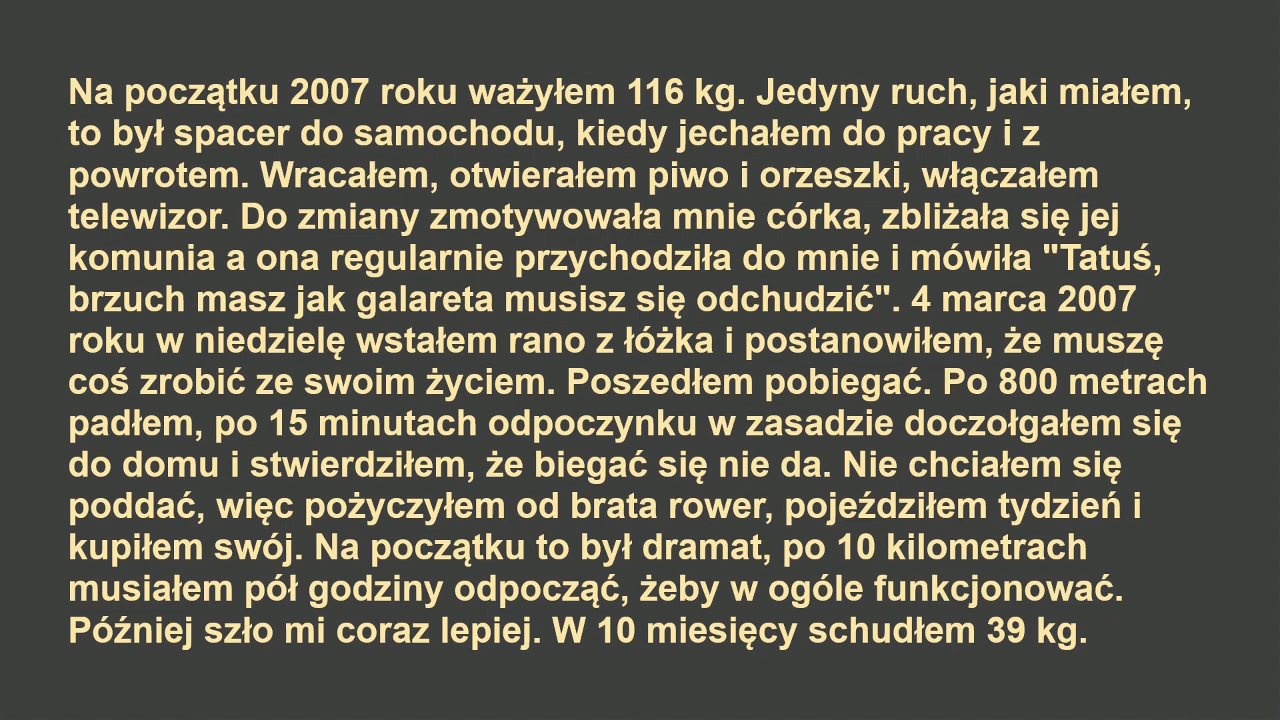 Na początku 2007 roku ważyłem 116 kg. Jedyny ruch, jaki miałem,
to był spacer do samochodu, kiedy jechałem do pracy i z
powrotem. Wracałem, otwierałem piwo i orzeszki, włączałem
telewizor. Do zmiany zmotywowała mnie córka, zbliżała się jej
komunia a ona regularnie przychodziła do mnie i mówiła "Tatuś,
brzuch masz jak galareta musisz się odchudzić". 4 marca 2007
roku w niedzielę wstałem rano z łóżka i postanowiłem, że muszę
coś zrobić ze swoim życiem. Poszedłem pobiegać. Po 800 metrach
padłem, po 15 minutach odpoczynku w zasadzie doczołgałem się
do domu i stwierdziłem, że biegać się nie da. Nie chciałem się
poddać, więc pożyczyłem od brata rower, pojeździłem tydzień i
kupiłem swój. Na początku to był dramat, po 10 kilometrach
musiałem pół godziny odpocząć, żeby w ogóle funkcjonować.
Później szło mi coraz lepiej. W 10 miesięcy schudłem 39 kg.